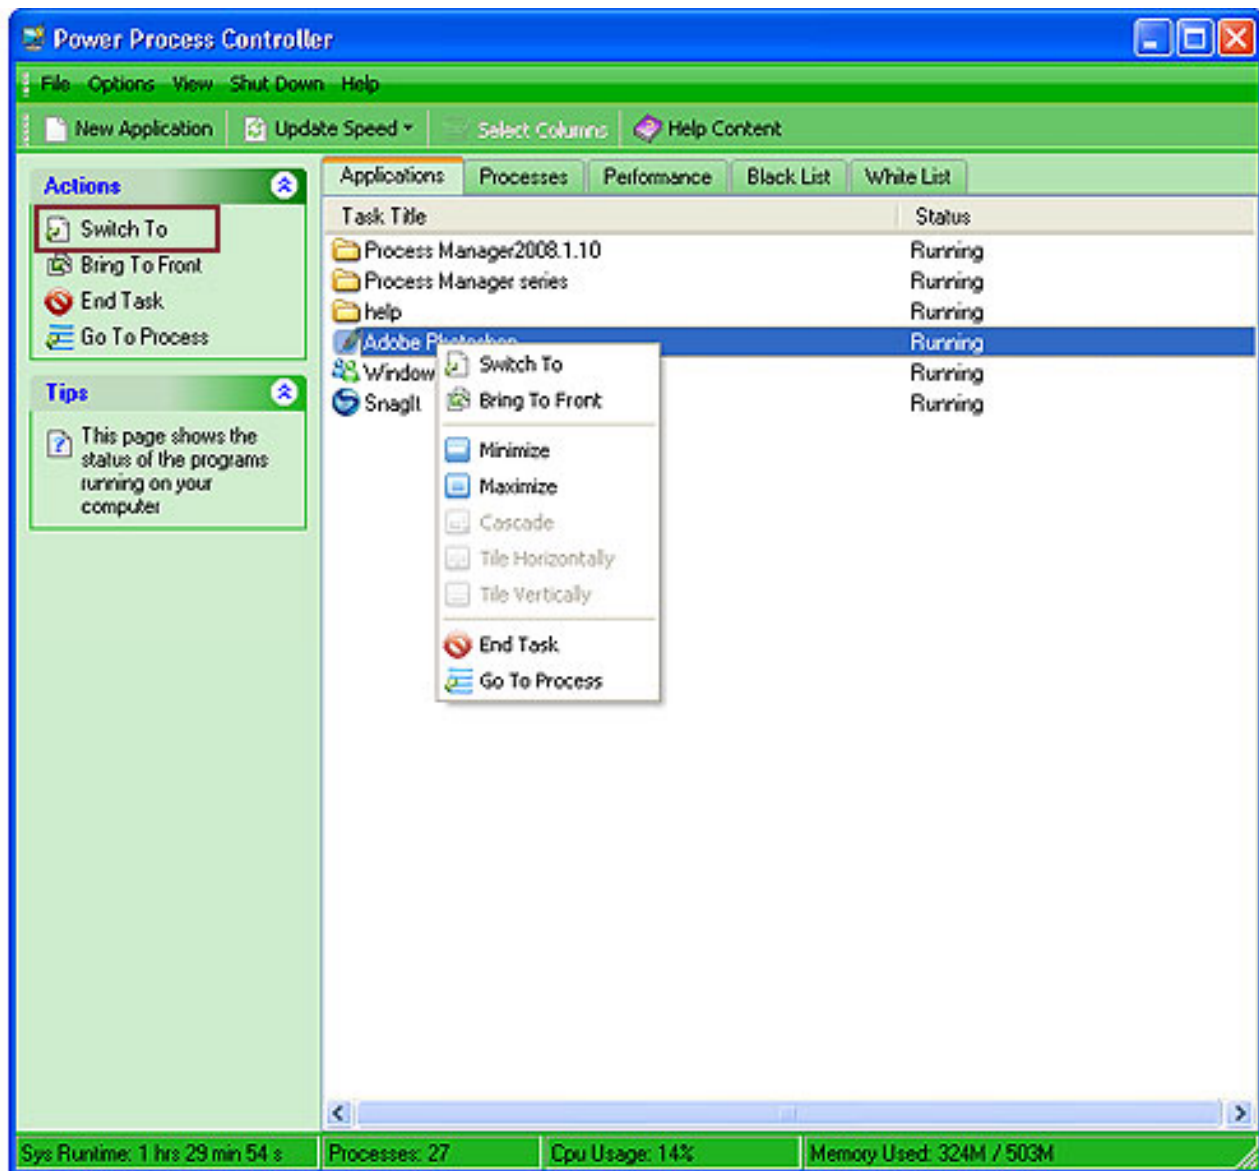 Power Process Controller
File Options View Shut Down Help
New Application Update Speed Select Columns Help Content
Actions
Switch To
Bring To Front
End Task
Go To Process
Tips
This page shows the
status of the programs
running on your
computer
Applications Processes Performance Black List White List
Task Title Status
Process Manager2008.1.10 Running
Process Manager series Running
help Running
Adobe Photoshop Running
Window Running
SnagIt Running
Switch To
Bring To Front
Minimize
Maximize
Cascade
Tile Horizontally
Tile Vertically
End Task
Go To Process
Sys Runtime: 1 hrs 29 min 54 s Processes: 27 Cpu Usage: 14% Memory Used: 324M / 503M